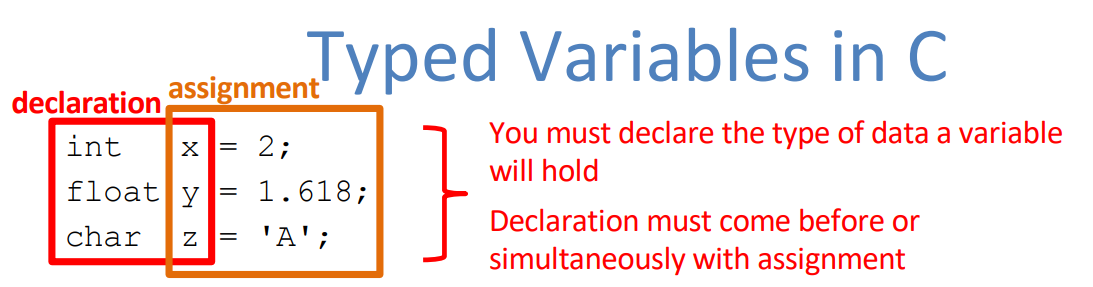 Typed Variables in C
assignment
declaration
int x = 2;
float y = 1.618;
char z = 'A';
You must declare the type of data a variable
will hold
Declaration must come before or
simultaneously with assignment